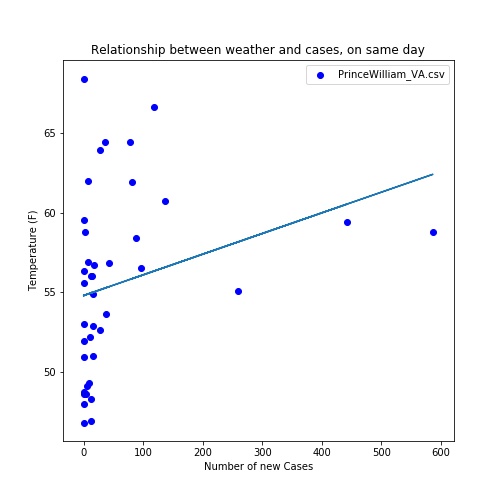 Relationship between weather and cases, on same day
PrinceWilliam_VA.csv
65
60
55
50
Temperature (F)
0 100 200 300 400 500 600
Number of new Cases